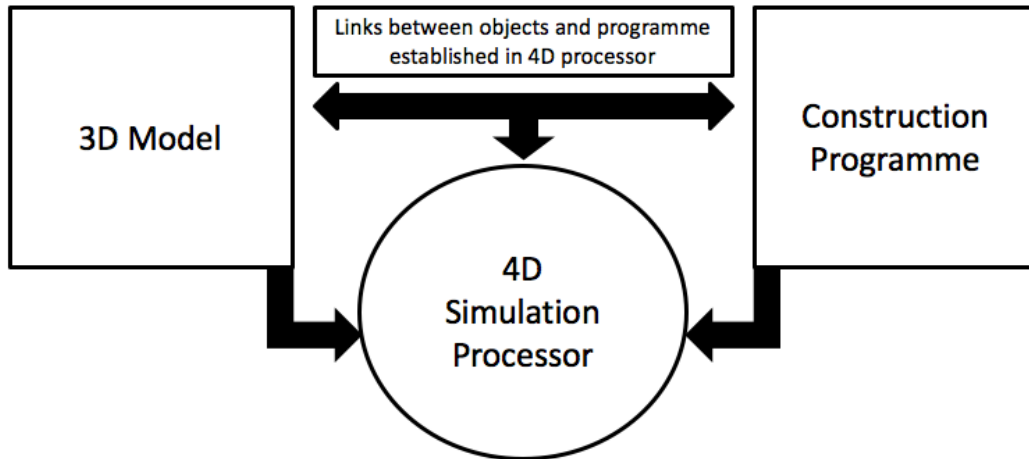 Links between objects and programme
established in 4D processor
3D Model
Construction
Programme
4D
Simulation
Processor